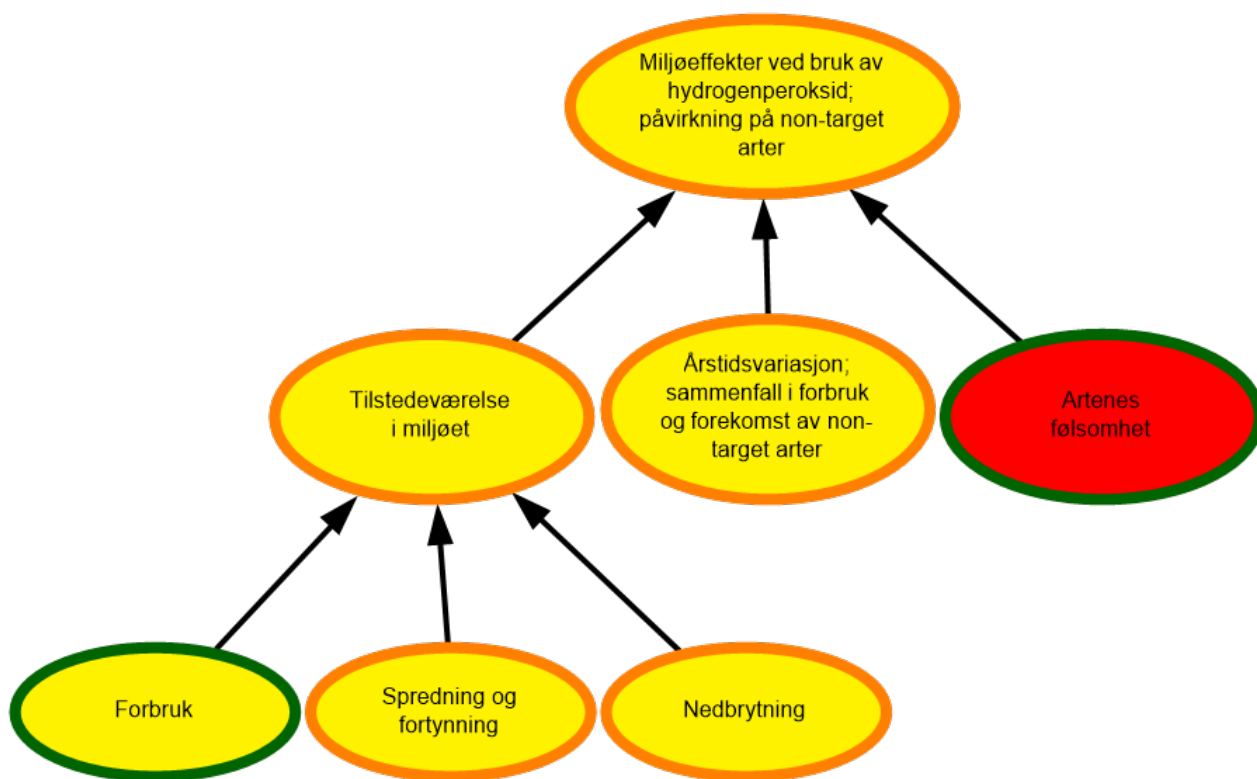 Miljøeffekter ved bruk av
hydrogenperoksid;
påvirkning på non-target
arter
Tilstedeværelse
i miljøet
Årstidsvariasjon;
sammenfall i forbruk
og forekomst av non-
target arter
Artenes
følsomhet
Forbruk
Spredning og
fortynning
Nedbrytning